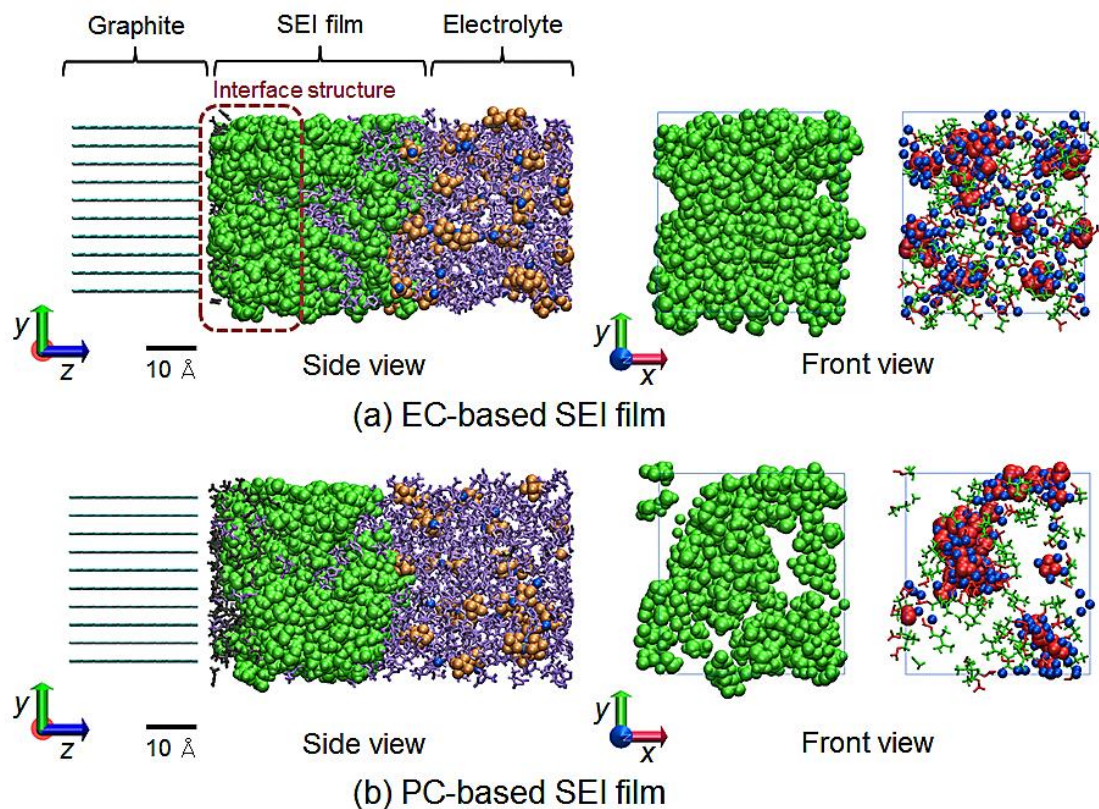 Graphite SEI film Electrolyte
Interface structure
y
z
10 Å
Side view
y
z
x
Front view
(a) EC-based SEI film
y
z
10 Å
Side view
y
z
x
Front view
(b) PC-based SEI film